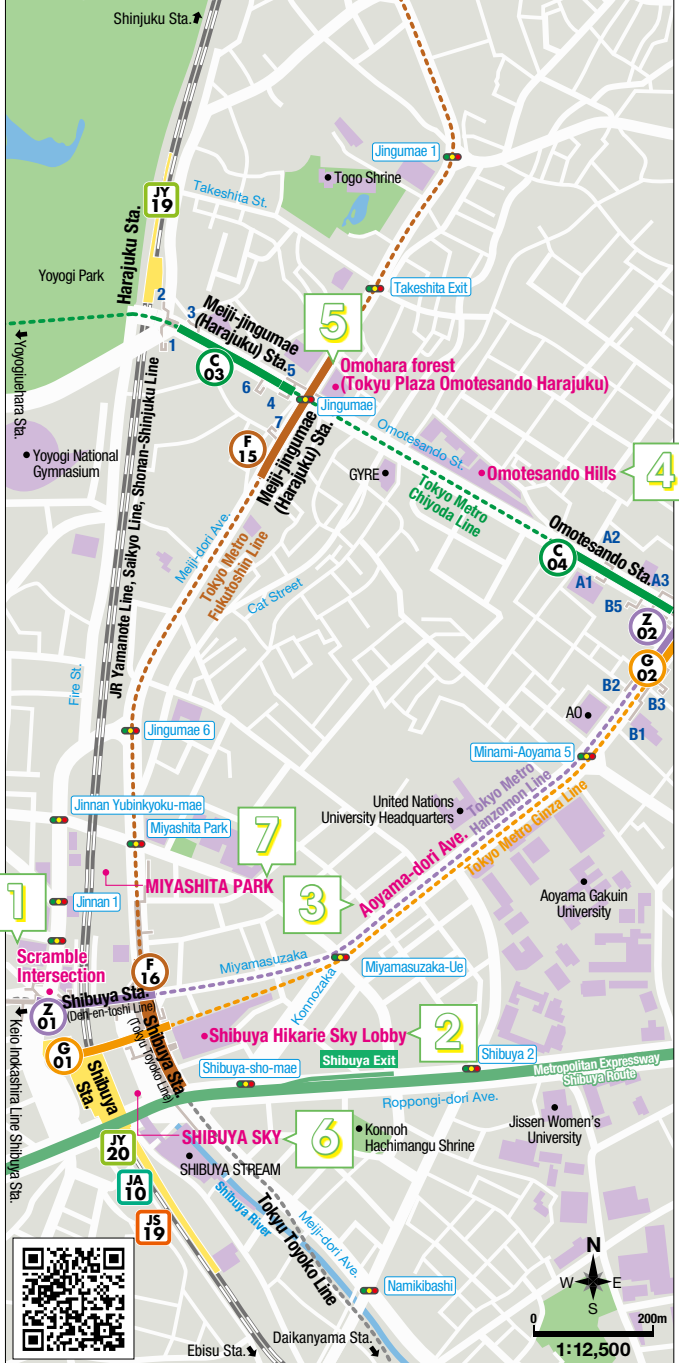 Shinjuku Sta.
Jingumae 1
Togo Shrine
JY
19
Takeshita St.
Harajuku Sta.
Yoyogi Park
Takeshita Exit
2
3
1
Meiji-jingumae
(Harajuku) Sta.
5
C
03
6
4
7
5
Omohara forest
(Tokyu Plaza Omotesando Harajuku)
Jingumae
Yoyogiuehara Sta.
Yoyogi National
Gymnasium
F
15
Meiji-jingumae
(Harajuku) Sta.
Omotesando St.
GYRE
Omotesando Hills
4
Tokyo Metro
Chiyoda Line
JR Yamanote Line, Saikyo Line, Shonan-Shinjuku Line
Meiji-dori Ave.
Tokyo Metro
Fukutoshin Line
Cat Street
Omotesando Sta.
A2
C
04
A1
A3
B5
Z
02
G
02
B2
B3
B1
AO
Fire St.
Jingumae 6
Minami-Aoyama 5
Jinnan Yubinkyoku-mae
Miyashita Park
United Nations
University Headquarters
Tokyo Metro
Hanzomon Line
Tokyo Metro Ginza Line
7
MIYASHITA PARK
3
Aoyama-dori Ave.
Aoyama Gakuin
University
1
Jinnan 1
Scramble
Intersection
F
16
Miyamasuzaka
Miyamasuzaka-Ue
Konnozaka
Z
01
Shibuya Sta.
(Den-en-toshi Line)
Keio Inokashira Line Shibuya Sta.
G
01
Shibuya
Sta.
Shibuya Sta.
(Tokyu Toyoko Line)
Shibuya Hikarie Sky Lobby
2
Shibuya Exit
Shibuya 2
Metropolitan Expressway
Shibuya Route
Shibuya-sho-mae
Roppongi-dori Ave.
SHIBUYA SKY
6
Konnoh
Hachimangu Shrine
Jissen Women's
University
JY
20
SHIBUYA STREAM
JA
10
JS
19
Shibuya River
Tokyu Toyoko Line
Meiji-dori Ave.
Namikibashi
Ebisu Sta.
Daikanyama Sta.
N
W
E
S
0
200m
1:12,500